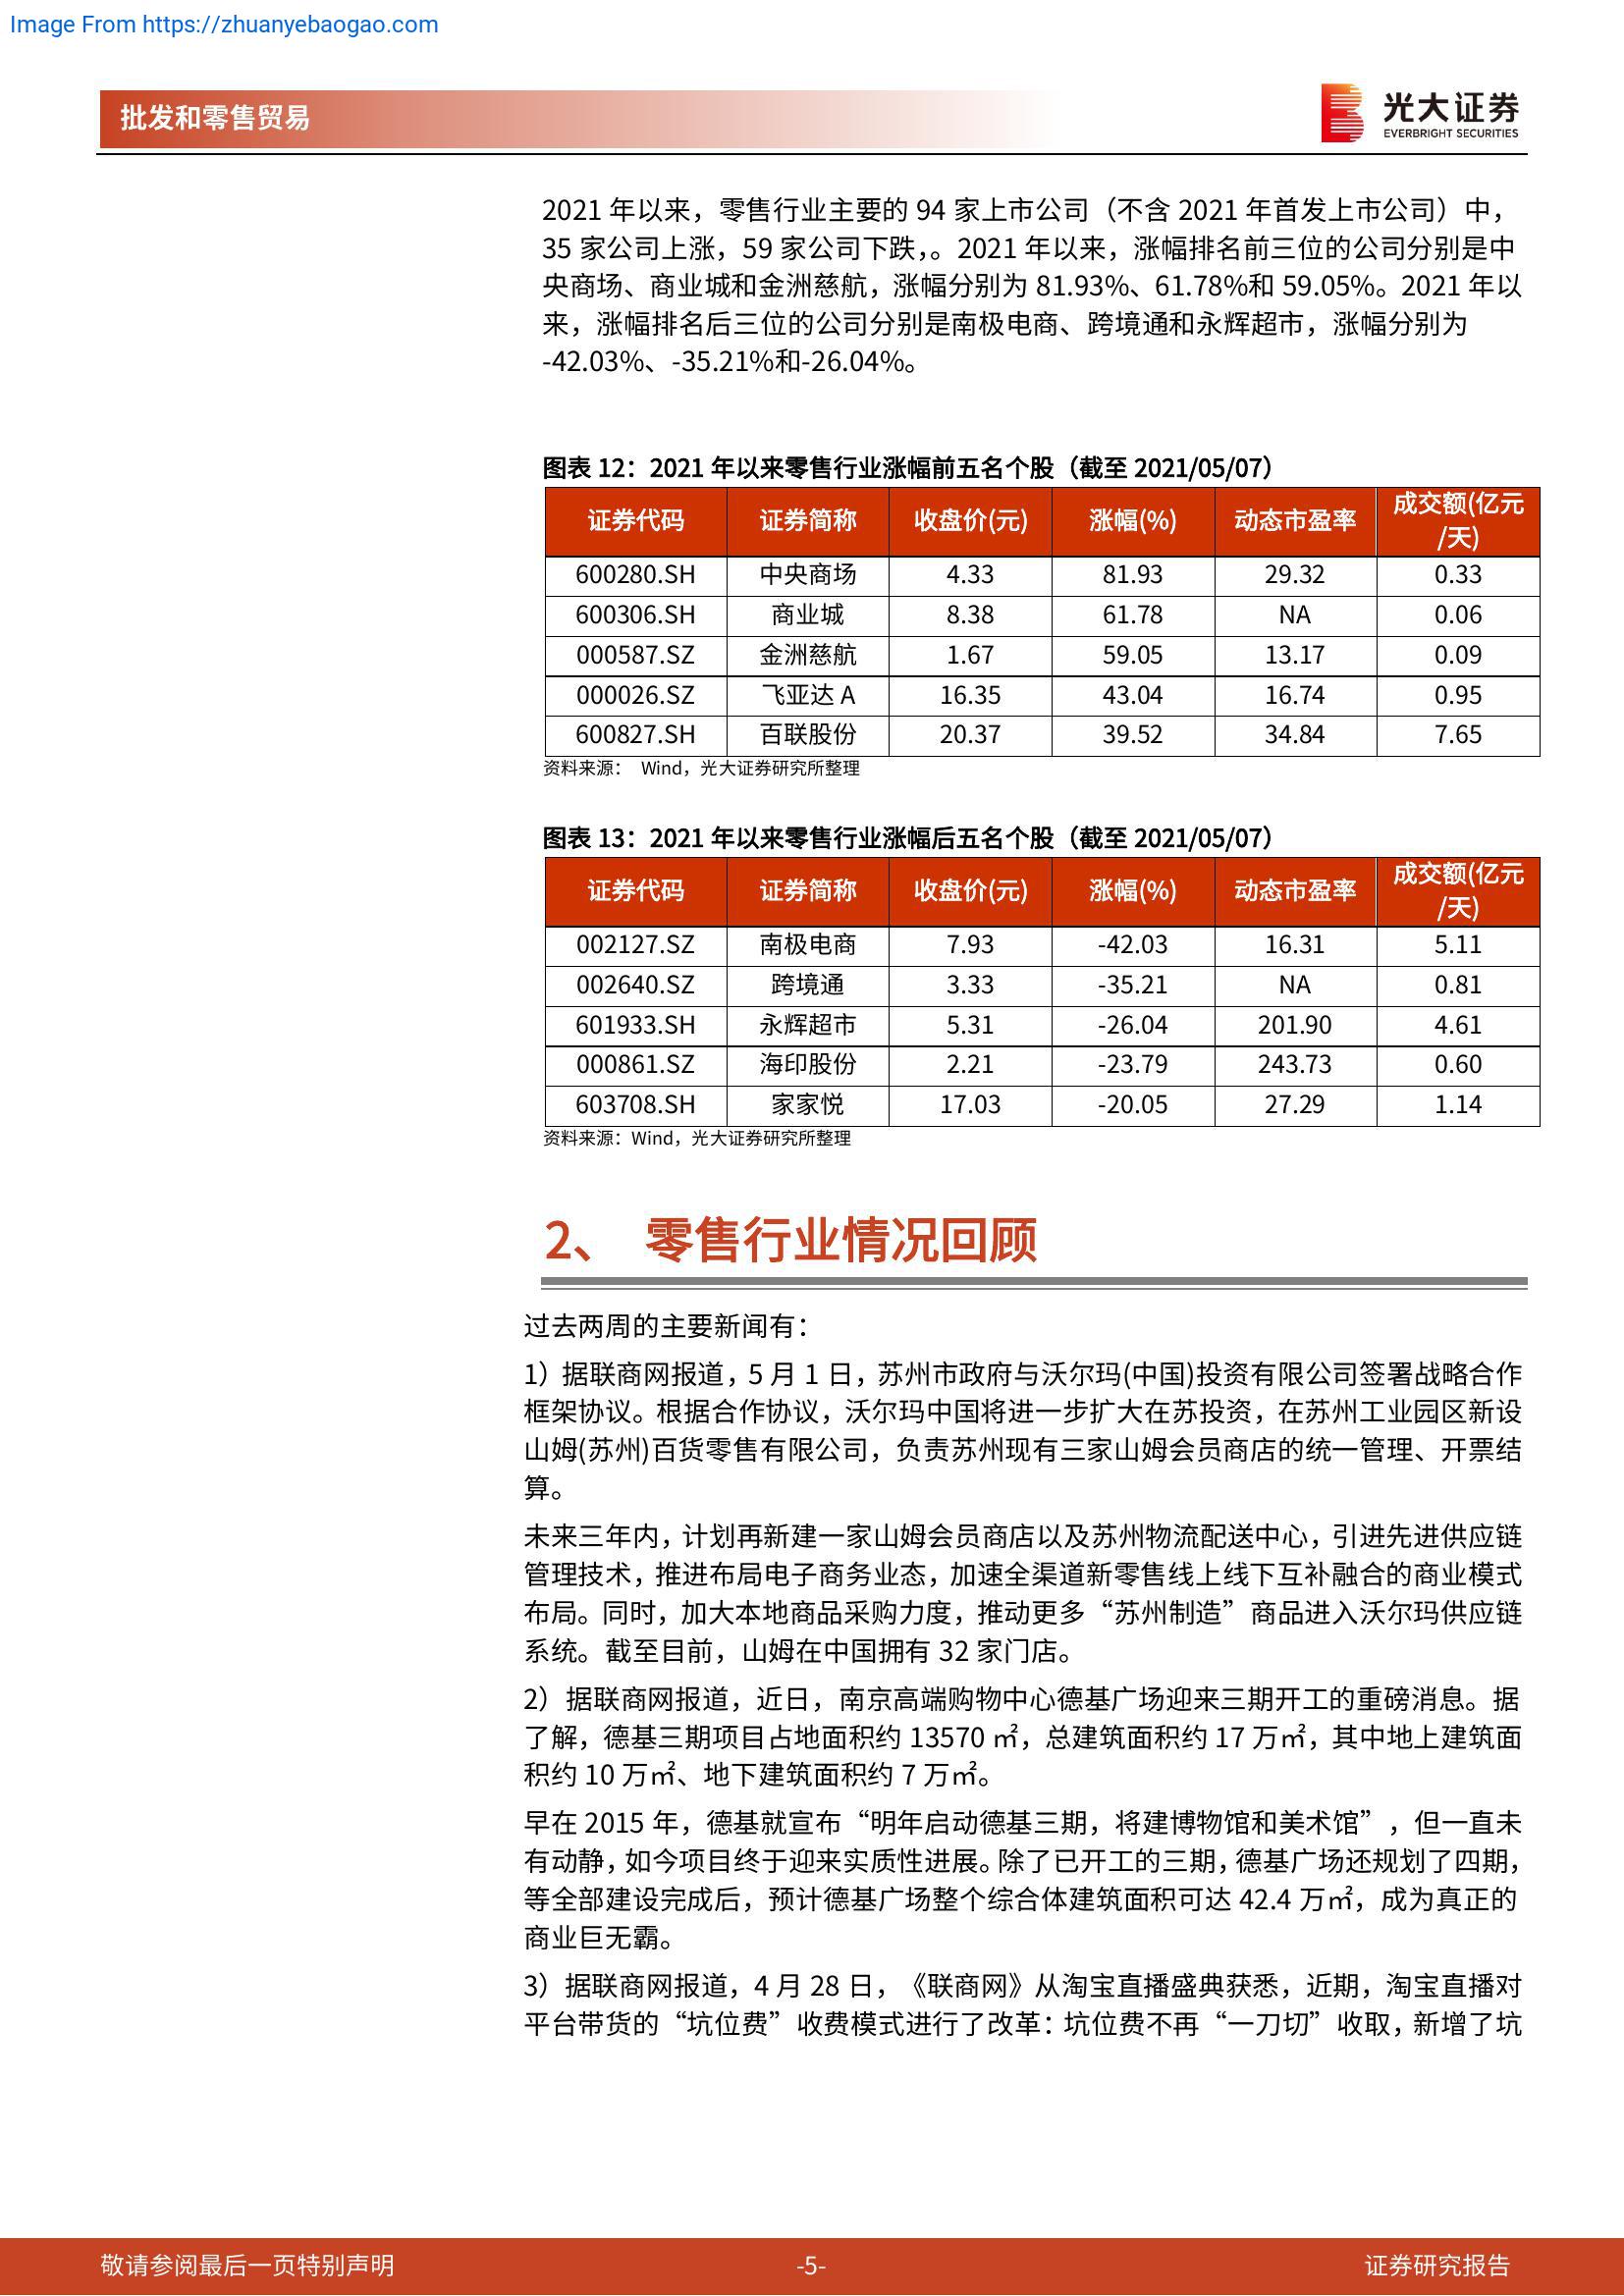 Image From https://zhuanyebaogao.com
批发和零售贸易
光大证券
EVERBRIGHT SECURITIES
2021 年以来，零售行业主要的 94 家上市公司（不含 2021 年首发上市公司）中，
35 家公司上涨，59 家公司下跌，。2021 年以来，涨幅排名前三位的公司分别是中
央商场、商业城和金洲慈航，涨幅分别为 81.93%、61.78%和 59.05%。2021 年以
来，涨幅排名后三位的公司分别是南极电商、跨境通和永辉超市，涨幅分别为
-42.03%、-35.21%和-26.04%。
图表 12：2021 年以来零售行业涨幅前五名个股（截至 2021/05/07）
证券代码 证券简称 收盘价(元) 涨幅(%) 动态市盈率 成交额(亿元
/天)
600280.SH 中央商场 4.33 81.93 29.32 0.33
600306.SH 商业城 8.38 61.78 NA 0.06
000587.SZ 金洲慈航 1.67 59.05 13.17 0.09
000026.SZ 飞亚达 A 16.35 43.04 16.74 0.95
600827.SH 百联股份 20.37 39.52 34.84 7.65
资料来源： Wind，光大证券研究所整理
图表 13：2021 年以来零售行业涨幅后五名个股（截至 2021/05/07）
证券代码 证券简称 收盘价(元) 涨幅(%) 动态市盈率 成交额(亿元
/天)
002127.SZ 南极电商 7.93 -42.03 16.31 5.11
002640.SZ 跨境通 3.33 -35.21 NA 0.81
601933.SH 永辉超市 5.31 -26.04 201.90 4.61
000861.SZ 海印股份 2.21 -23.79 243.73 0.60
603708.SH 家家悦 17.03 -20.05 27.29 1.14
资料来源：Wind，光大证券研究所整理
2、 零售行业情况回顾
过去两周的主要新闻有：
1）据联商网报道，5 月 1 日，苏州市政府与沃尔玛(中国)投资有限公司签署战略合作
框架协议。根据合作协议，沃尔玛中国将进一步扩大在苏投资，在苏州工业园区新设
山姆(苏州)百货零售有限公司，负责苏州现有三家山姆会员商店的统一管理、开票结
算。
未来三年内，计划再新建一家山姆会员商店以及苏州物流配送中心，引进先进供应链
管理技术，推进布局电子商务业态，加速全渠道新零售线上线下互补融合的商业模式
布局。同时，加大本地商品采购力度，推动更多“苏州制造”商品进入沃尔玛供应链
系统。截至目前，山姆在中国拥有 32 家门店。
2）据联商网报道，近日，南京高端购物中心德基广场迎来三期开工的重磅消息。据
了解，德基三期项目占地面积约 13570 ㎡，总建筑面积约 17 万㎡，其中地上建筑面
积约 10 万㎡、地下建筑面积约 7 万㎡。
早在 2015 年，德基就宣布“明年启动德基三期，将建博物馆和美术馆”，但一直未
有动静，如今项目终于迎来实质性进展。除了已开工的三期，德基广场还规划了四期，
等全部建设完成后，预计德基广场整个综合体建筑面积可达 42.4 万㎡，成为真正的
商业巨无霸。
3）据联商网报道，4 月 28 日，《联商网》从淘宝直播盛典获悉，近期，淘宝直播对
平台带货的“坑位费”收费模式进行了改革：坑位费不再“一刀切”收取，新增了坑
敬请参阅最后一页特别声明 -5- 证券研究报告